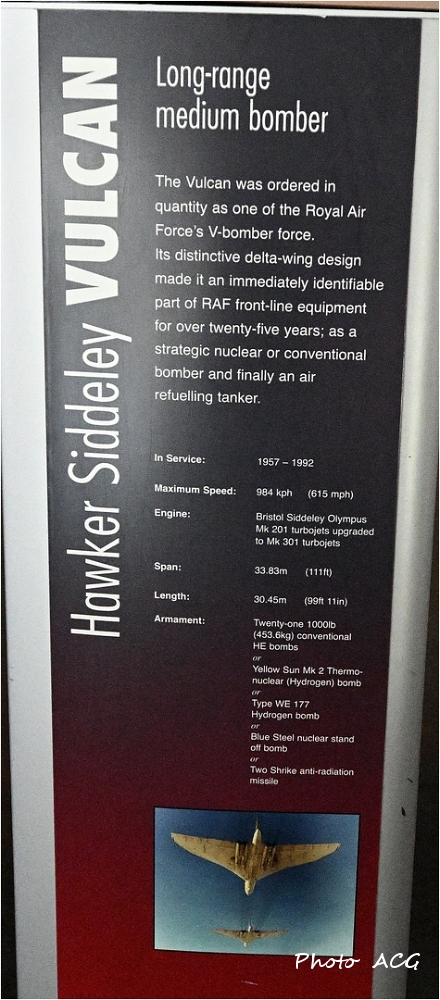 Hawker Siddeley VULCAN
Long-range
medium bomber
The Vulcan was ordered in
quantity as one of the Royal Air
Force's V-bomber force.
Its distinctive delta-wing design
made it an immediately identifiable
part of RAF front-line equipment
for over twenty-five years; as a
strategic nuclear or conventional
bomber and finally an air
refuelling tanker.
In Service: 1957 – 1992
Maximum Speed: 984 kph (615 mph)
Engine: Bristol Siddeley Olympus
Mk 201 turbojets upgraded
to Mk 301 turbojets
Span: 33.83m (111ft)
Length: 30.45m (99ft 11in)
Armament: Twenty-one 1000lb
(453.6kg) conventional
HE bombs
or
Yellow Sun Mk 2 Thermo-
nuclear (Hydrogen) bomb
or
Type WE 177
Hydrogen bomb
or
Blue Steel nuclear stand
off bomb
or
Two Shrike anti-radiation
missile
Photo ACG